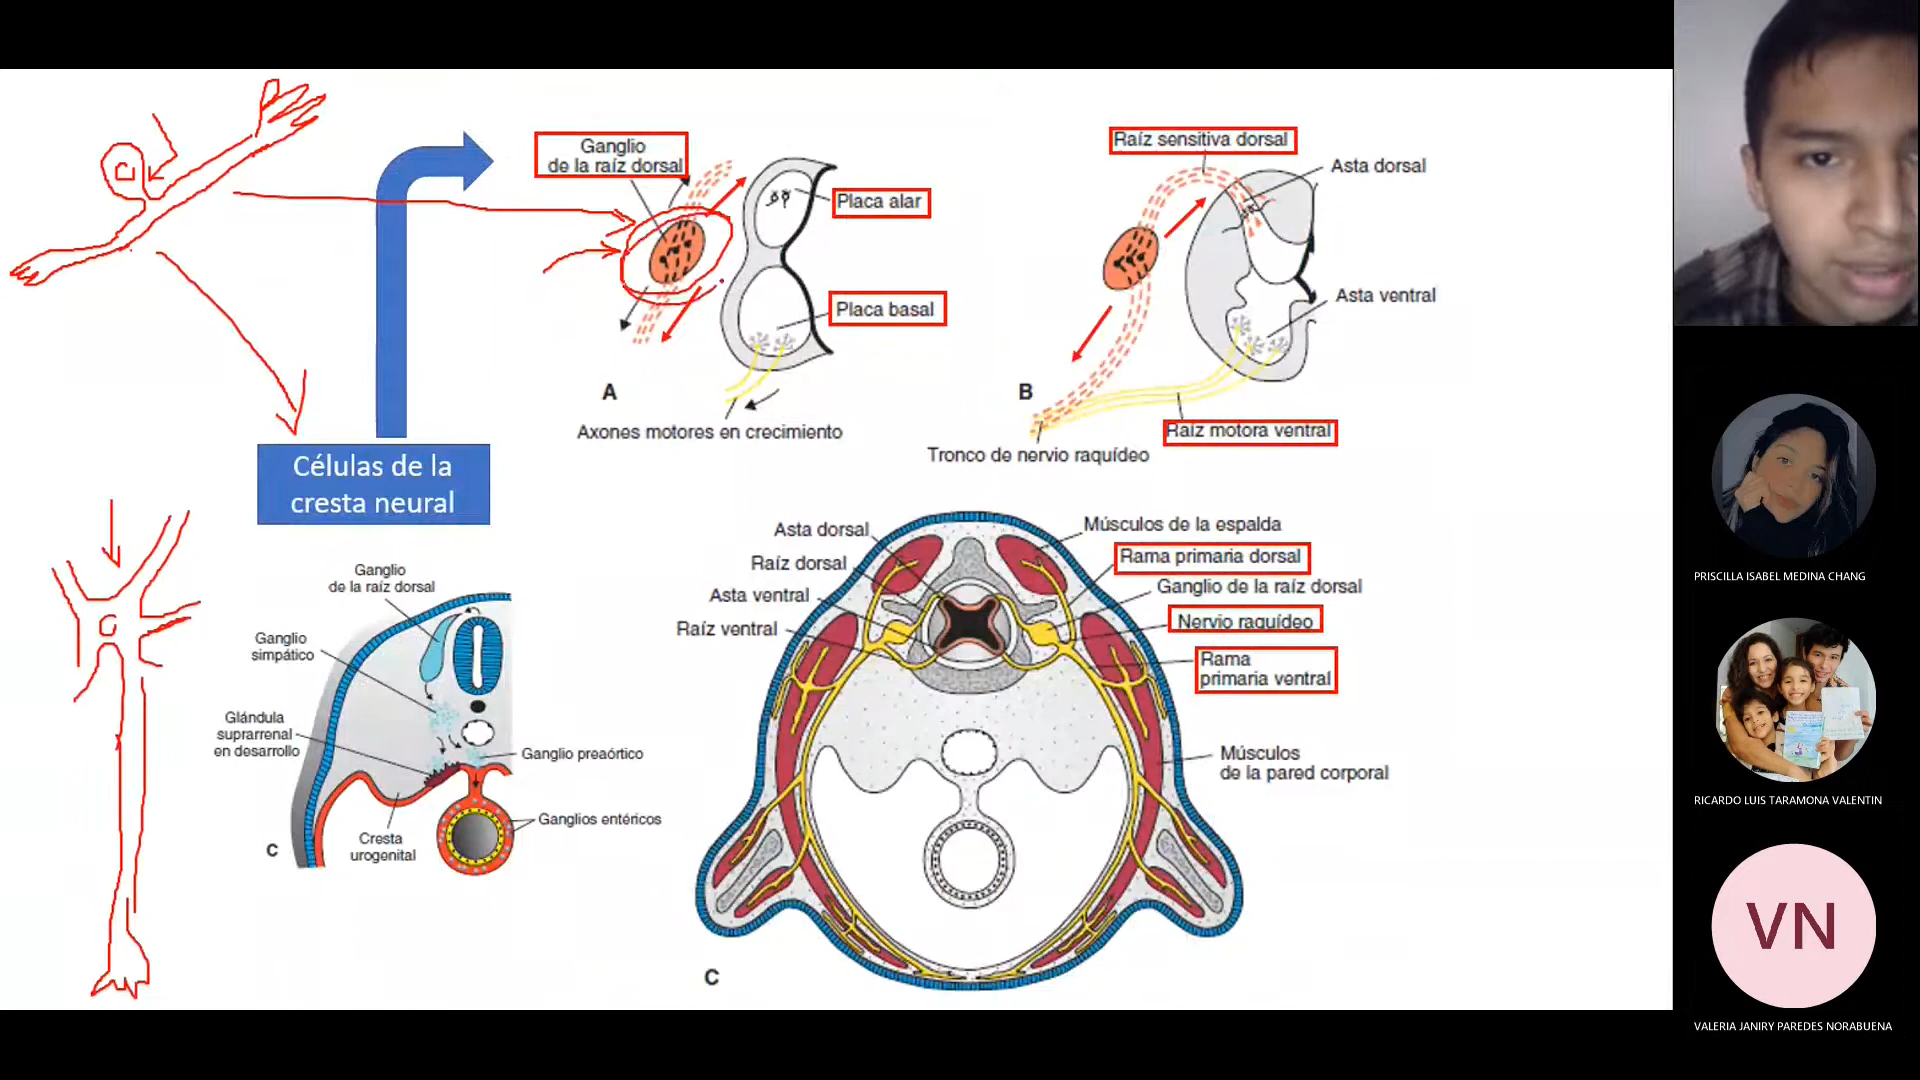 Ganglio
de la raíz dorsal
Placa alar
Placa basal
A
Axones motores en crecimiento
Raíz sensitiva dorsal
Asta dorsal
Asta ventral
B
Raíz motora ventral
Tronco de nervio raquídeo
Células de la
cresta neural
Ganglio
de la raíz dorsal
Ganglio
simpático
Glándula
suprarrenal
en desarrollo
Ganglio preaórtico
Ganglios entéricos
Cresta
urogenital
C
Asta dorsal
Raíz dorsal
Asta ventral
Raíz ventral
Músculos de la espalda
Rama primaria dorsal
Ganglio de la raíz dorsal
Nervio raquídeo
Rama
primaria ventral
Músculos
de la pared corporal
C
PRISCILLA ISABEL MEDINA CHANG
RICARDO LUIS TARAMONA VALENTIN
VN
VALERIA JANIRY PAREDES NORABUENA